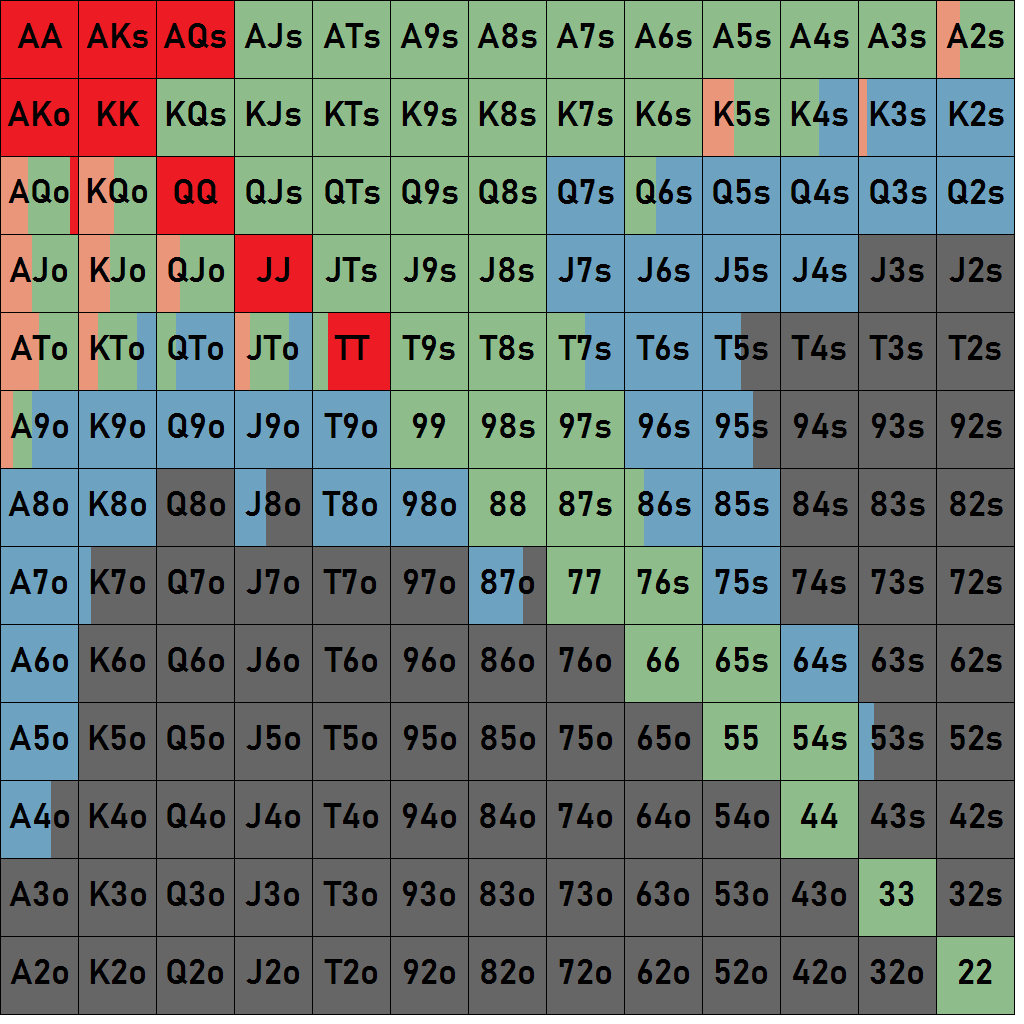 AA AKs AQs AJs ATs A9s A8s A7s A6s A5s A4s A3s A2s
AKo KK KQs KJs KTs K9s K8s K7s K6s K5s K4s K3s K2s
AQo KQo QQ QJs QTs Q9s Q8s Q7s Q6s Q5s Q4s Q3s Q2s
AJo KJo QJo JJ JTs J9s J8s J7s J6s J5s J4s J3s J2s
ATo KTo QTo JTo TT T9s T8s T7s T6s T5s T4s T3s T2s
A9o K9o Q9o J9o T9o 99 98s 97s 96s 95s 94s 93s 92s
A8o K8o Q8o J8o T8o 98o 88 87s 86s 85s 84s 83s 82s
A7o K7o Q7o J7o T7o 97o 87o 77 76s 75s 74s 73s 72s
A6o K6o Q6o J6o T6o 96o 86o 76o 66 65s 64s 63s 62s
A5o K5o Q5o J5o T5o 95o 85o 75o 65o 55 54s 53s 52s
A4o K4o Q4o J4o T4o 94o 84o 74o 64o 54o 44 43s 42s
A3o K3o Q3o J3o T3o 93o 83o 73o 63o 53o 43o 33 32s
A2o K2o Q2o J2o T2o 92o 82o 72o 62o 52o 42o 32o 22